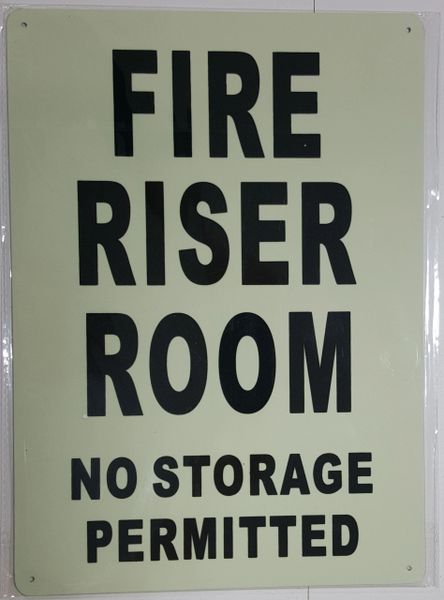 FIRE
RISER
ROOM
NO STORAGE
PERMITTED